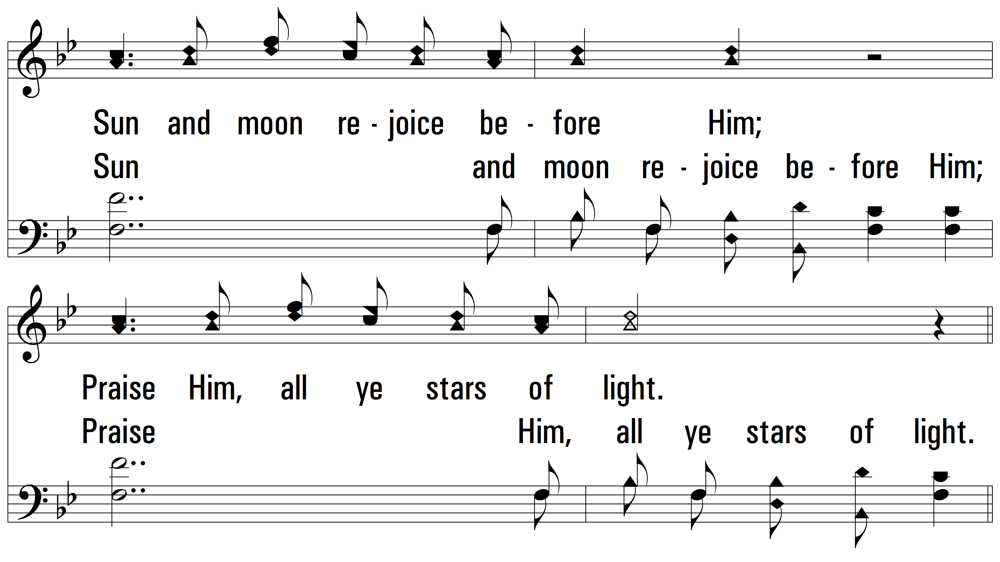 Sun and moon re - joice be - fore Him;
Sun and moon re - joice be - fore Him;
Praise Him, all ye stars of light.
Praise Him, all ye stars of light.